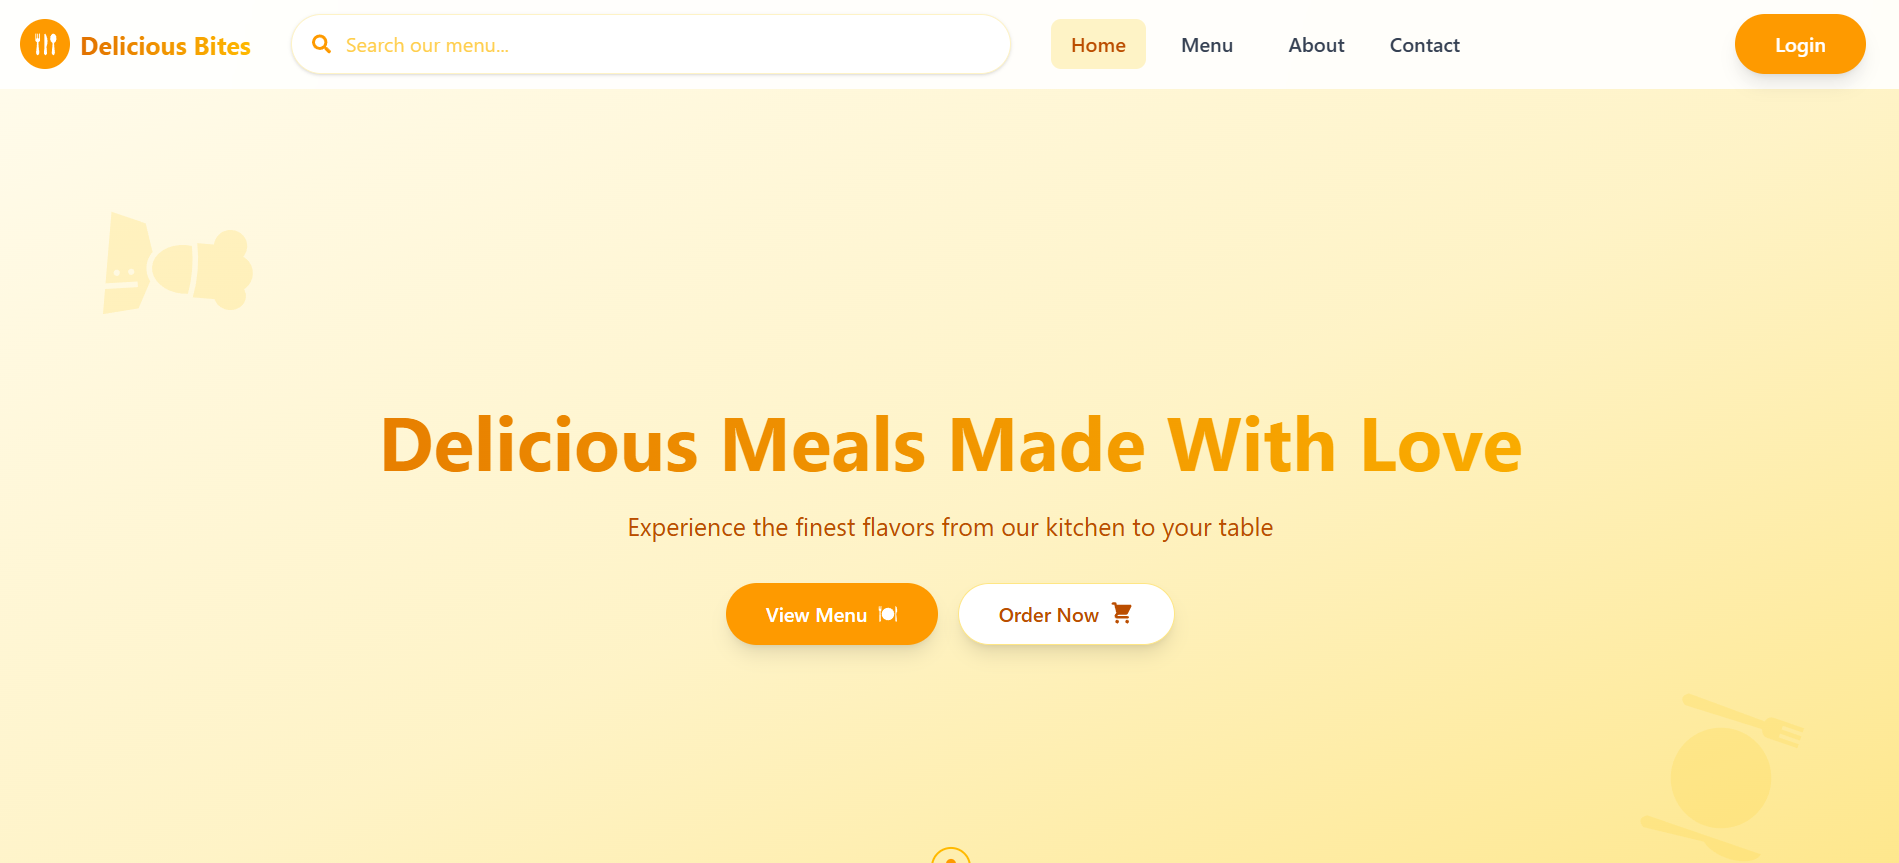 Delicious Bites
Search our menu...
Home
Menu
About
Contact
Login
Delicious Meals Made With Love
Experience the finest flavors from our kitchen to your table
View Menu
Order Now